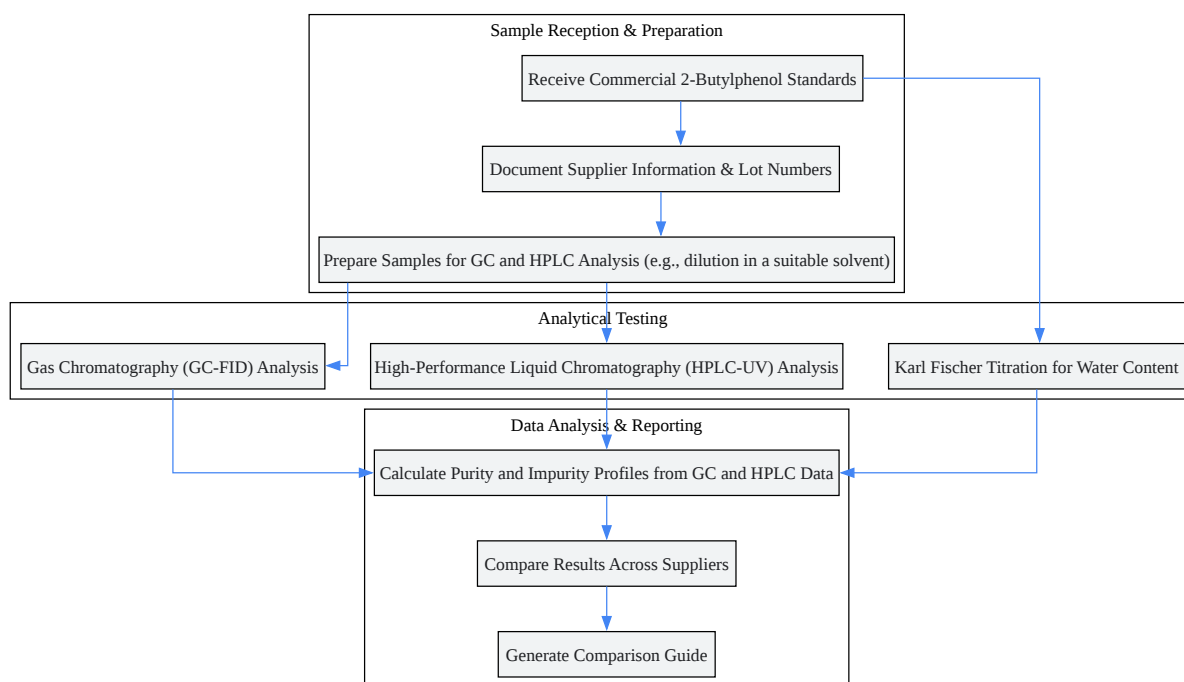 Sample Reception & Preparation
Receive Commercial 2-Butylphenol Standards
Document Supplier Information & Lot Numbers
Prepare Samples for GC and HPLC Analysis (e.g., dilution in a suitable solvent)
Analytical Testing
Gas Chromatography (GC-FID) Analysis
High-Performance Liquid Chromatography (HPLC-UV) Analysis
Karl Fischer Titration for Water Content
Data Analysis & Reporting
Calculate Purity and Impurity Profiles from GC and HPLC Data
Compare Results Across Suppliers
Generate Comparison Guide